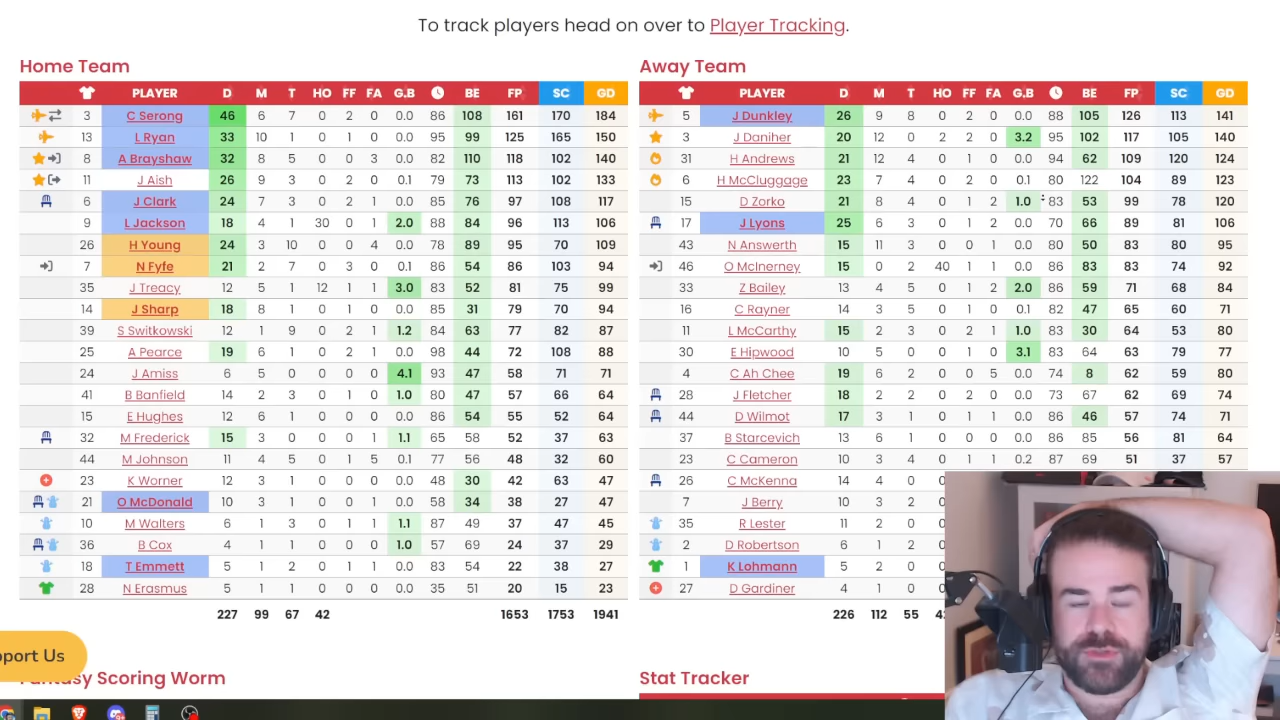 To track players head on over to Player Tracking.
Home Team
PLAYER D M T HO FF FA G.B BE FP SC GD
3 C Serong 46 6 7 0 2 0 0.0 86 108 161 170 184
13 L Ryan 33 10 1 0 1 0 0.0 95 99 125 165 150
8 A Brayshaw 32 8 5 0 0 3 0.0 82 110 118 102 140
11 J Aish 26 9 3 0 2 0 0.1 79 73 113 102 133
6 J Clark 24 7 3 0 2 1 0.0 85 76 97 108 117
9 L Jackson 18 4 1 30 0 0 2.0 88 84 96 113 106
26 H Young 24 3 10 0 0 4 0.0 78 89 95 70 109
7 N Fyfe 21 2 7 0 3 0 0.1 86 54 86 103 94
35 J Treacy 12 5 1 12 1 1 3.0 83 52 81 75 99
14 J Sharp 18 8 1 0 1 0 0.0 85 31 79 70 94
39 S Switkowski 12 1 9 0 2 1 1.2 84 63 77 82 87
25 A Pearce 19 6 1 0 2 1 0.0 98 44 72 108 88
24 J Amiss 6 5 0 0 0 1 4.1 93 47 58 71 71
41 B Banfield 14 2 3 0 1 0 1.0 80 47 57 66 64
15 E Hughes 12 6 1 0 0 0 0.0 86 54 55 52 64
32 M Frederick 15 3 0 0 0 1 1.1 65 58 52 37 63
44 M Johnson 11 4 5 0 1 5 0.1 77 56 48 32 60
23 K Worner 12 3 1 0 0 0 0.0 48 30 42 63 47
21 O McDonald 10 3 1 0 0 1 0.0 58 34 38 27 47
10 M Walters 6 1 3 0 1 1 1.1 87 49 37 47 45
36 B Cox 4 1 1 0 0 0 1.0 57 69 24 37 29
18 T Emmett 5 1 2 0 1 1 0.0 83 54 22 38 27
28 N Erasmus 5 1 1 0 0 0 0.0 35 51 20 15 23
227 99 67 42 1653 1753 1941
Away Team
PLAYER D M T HO FF FA G.B BE FP SC GD
5 J Dunkley 26 9 8 0 2 0 0.0 88 105 126 113 141
3 J Daniher 20 12 0 2 0 0 3.2 95 102 117 105 140
31 H Andrews 21 12 4 0 1 0 0.0 94 62 109 120 124
6 H McCluggage 23 7 4 0 2 0 0.1 80 122 104 89 123
15 D Zorko 21 8 4 0 1 2 1.0 83 53 99 78 120
17 J Lyons 25 6 3 0 1 2 0.0 70 66 89 81 106
43 N Answerth 15 11 3 0 0 1 0.0 80 50 83 80 95
46 O McInerney 15 0 2 40 1 1 0.0 86 83 83 74 92
33 Z Bailey 13 4 5 0 1 2 2.0 86 59 71 68 84
16 C Rayner 14 3 5 0 1 0 0.1 82 47 65 60 71
11 L McCarthy 15 2 3 0 2 1 1.0 83 30 64 53 80
30 E Hipwood 10 5 0 0 1 0 3.1 83 64 63 79 77
4 C Ah Chee 19 6 2 0 0 5 0.0 74 8 62 59 80
28 J Fletcher 18 2 2 0 2 0 0.0 73 67 62 69 74
44 D Wilmot 17 3 1 0 1 1 0.0 86 46 57 74 71
37 B Starcevich 13 6 1 0 0 0 0.0 86 85 56 81 64
23 C Cameron 10 3 4 0 1 1 0.2 87 69 51 37 57
26 C McKenna 14 4 0
7 J Berry 10 3 2
35 R Lester 11 2 0
2 D Robertson 6 1 2
1 K Lohmann 5 2 0
27 D Gardiner 4 1 0
226 112 55
Support Us
Fantasy Scoring Worm
Stat Tracker